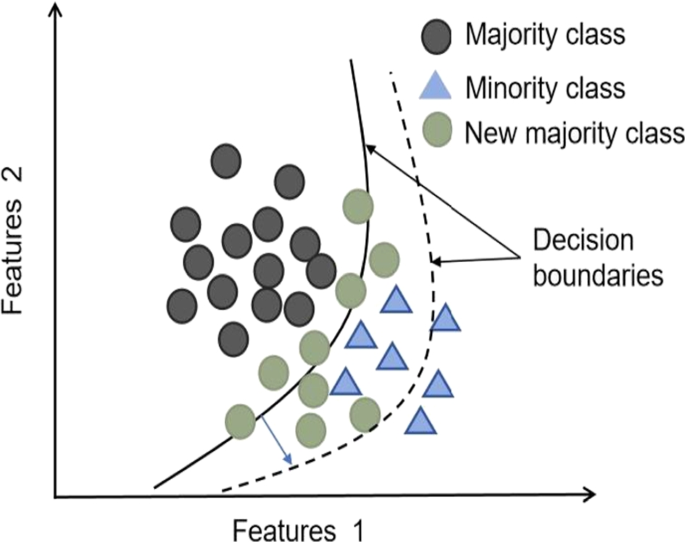 Majority class
Minority class
New majority class
Decision
boundaries
Features 2
Features 1